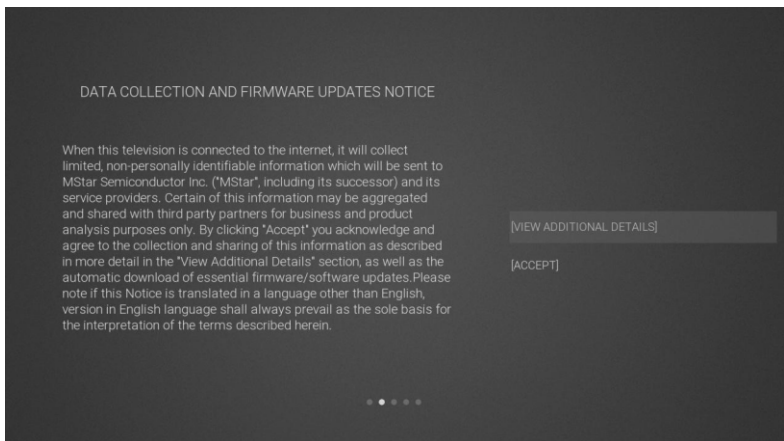 DATA COLLECTION AND FIRMWARE UPDATES NOTICE
When this television is connected to the internet, it will collect
limited, non-personally identifiable information which will be sent to
MStar Semiconductor Inc. ("MStar", including its successor) and its
service providers. Certain of this information may be aggregated
and shared with third party partners for business and product
analysis purposes only. By clicking "Accept" you acknowledge and
agree to the collection and sharing of this information as described
in more detail in the "View Additional Details" section, as well as the
automatic download of essential firmware/software updates.Please
note if this Notice is translated in a language other than English,
version in English language shall always prevail as the sole basis for
the interpretation of the terms described herein.
[VIEW ADDITIONAL DETAILS]
[ACCEPT]